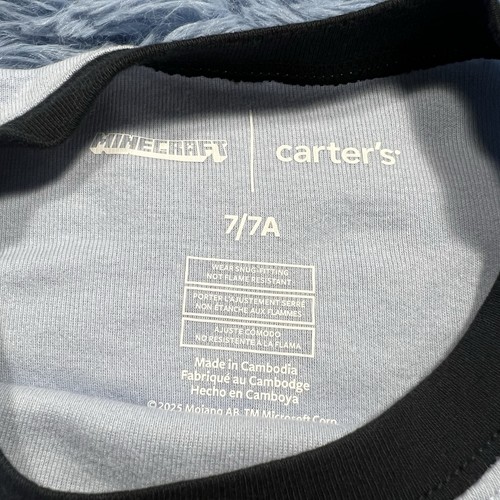 MINECRAFT | carter's
7/7A
WEAR SNUG-FITTING
NOT FLAME RESISTANT
PORTER L'AJUSTEMENT SERRÉ
NON ÉTANCHE AUX FLAMMES
AJUSTE CÓMODO
NO RESISTENTE A LA FLAMA
Made in Cambodia
Fabriqué au Cambodge
Hecho en Camboya
©2025 Mojang AB. TM Microsoft Corp.